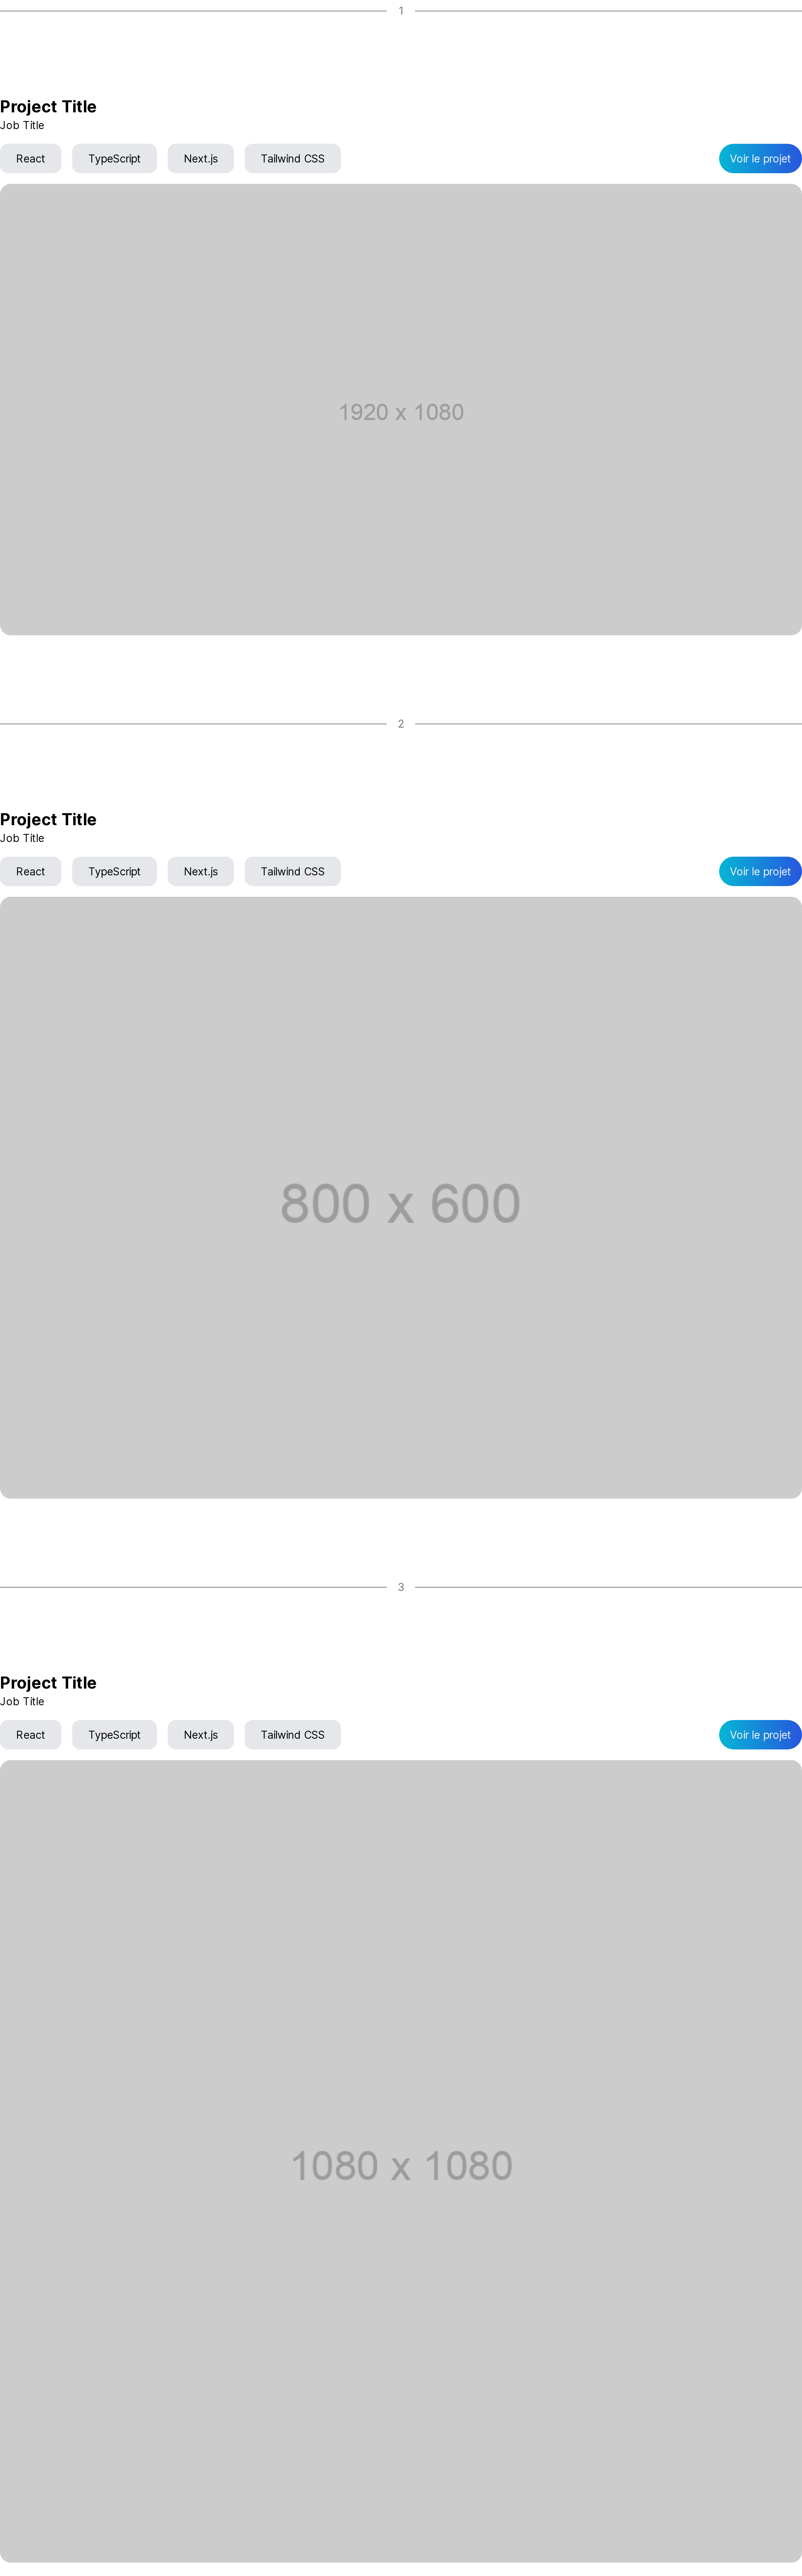 1
Project Title
Job Title
React TypeScript Next.js Tailwind CSS Voir le projet
1920 x 1080
2
Project Title
Job Title
React TypeScript Next.js Tailwind CSS Voir le projet
800 x 600
3
Project Title
Job Title
React TypeScript Next.js Tailwind CSS Voir le projet
1080 x 1080